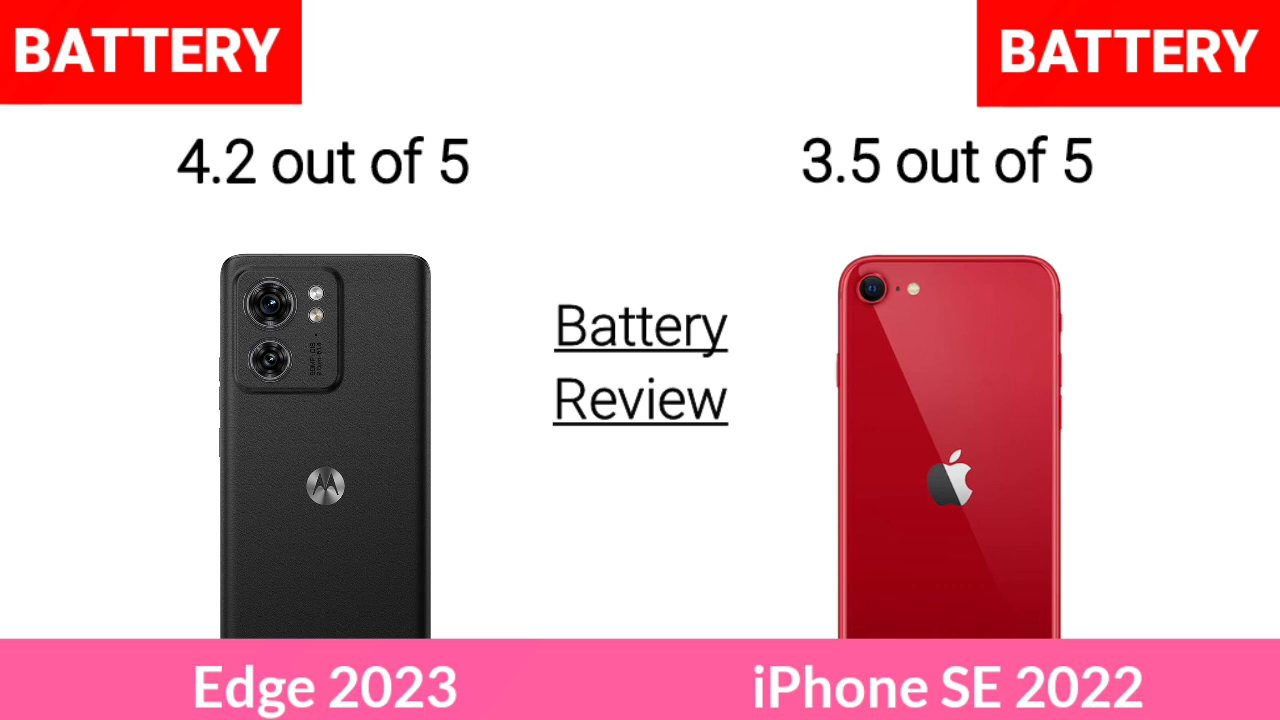 BATTERY
BATTERY
4.2 out of 5
3.5 out of 5
Battery
Review
Edge 2023
iPhone SE 2022